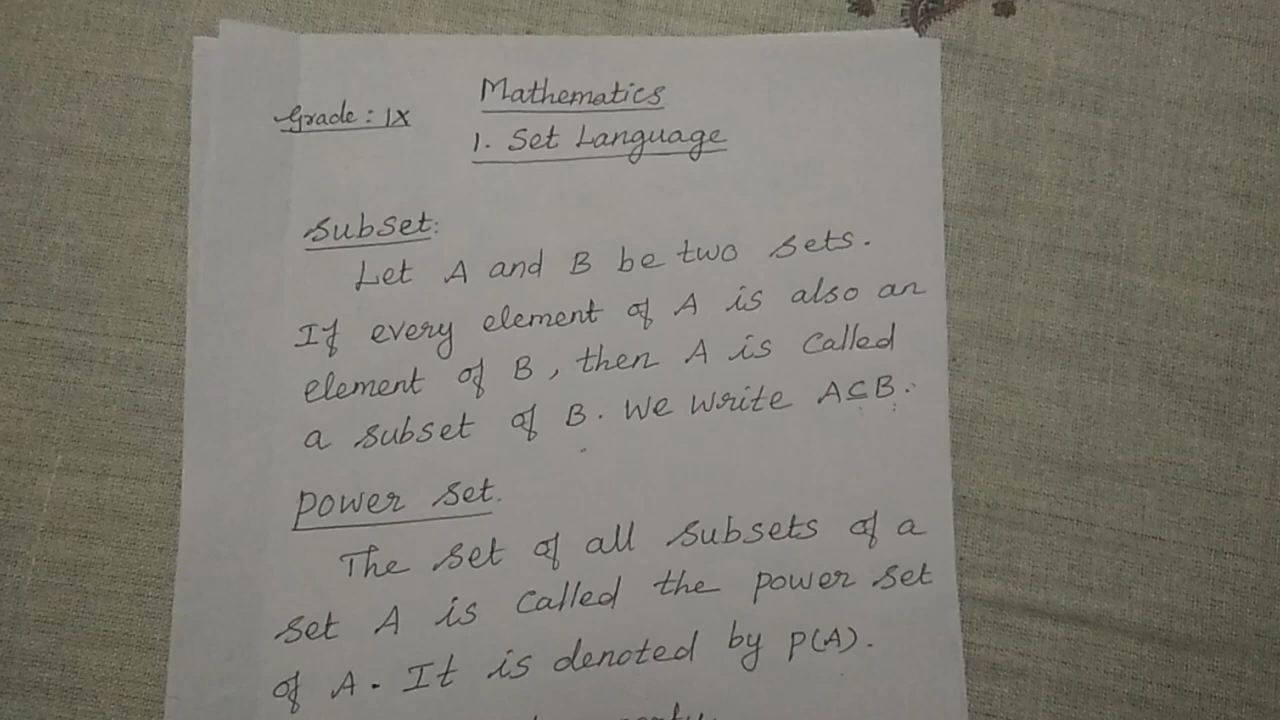 Mathematics
Grade : IX
1. Set Language
Subset:
Let A and B be two sets.
If every element of A is also an
element of B, then A is called
a subset of B. We write A⊆B.
Power set.
The set of all subsets of a
set A is called the power set
of A. It is denoted by P(A).